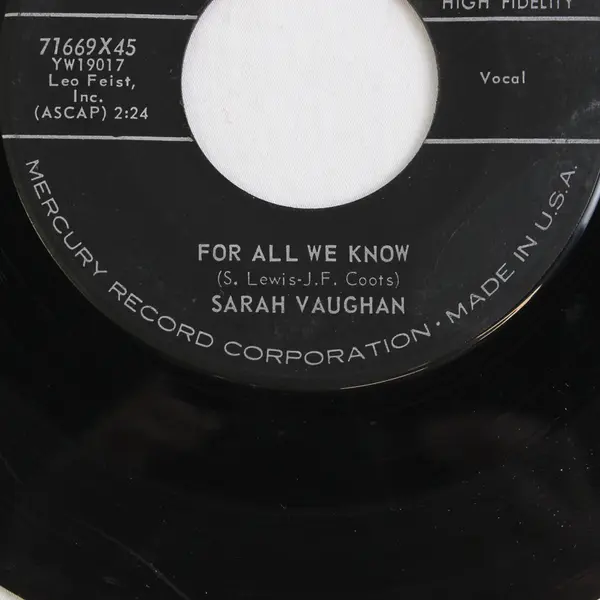 HIGH FIDELITY
71669X45
YW19017
Leo Feist,
Inc.
(ASCAP) 2:24
Vocal
FOR ALL WE KNOW
(S. Lewis-J.F. Coots)
SARAH VAUGHAN
MERCURY RECORD CORPORATION • MADE IN U.S.A.